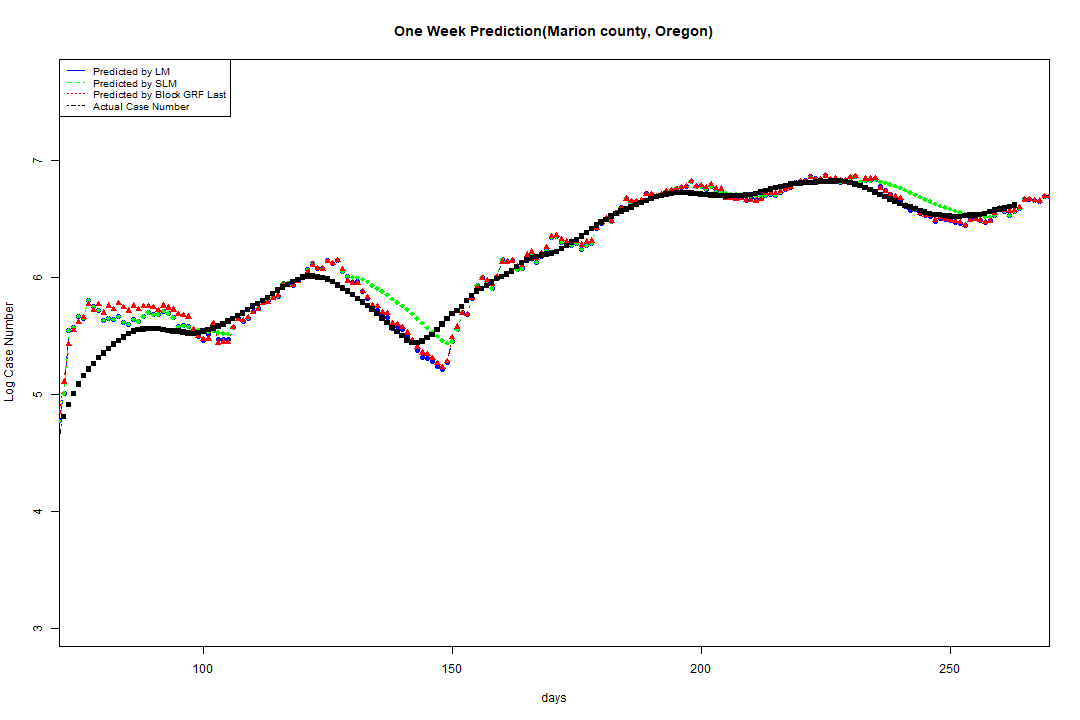 One Week Prediction(Marion county, Oregon)
Predicted by LM
Predicted by SLM
Predicted by Block GRF Last
Actual Case Number
7
6
5
4
3
Log Case Number
100 150 200 250
days